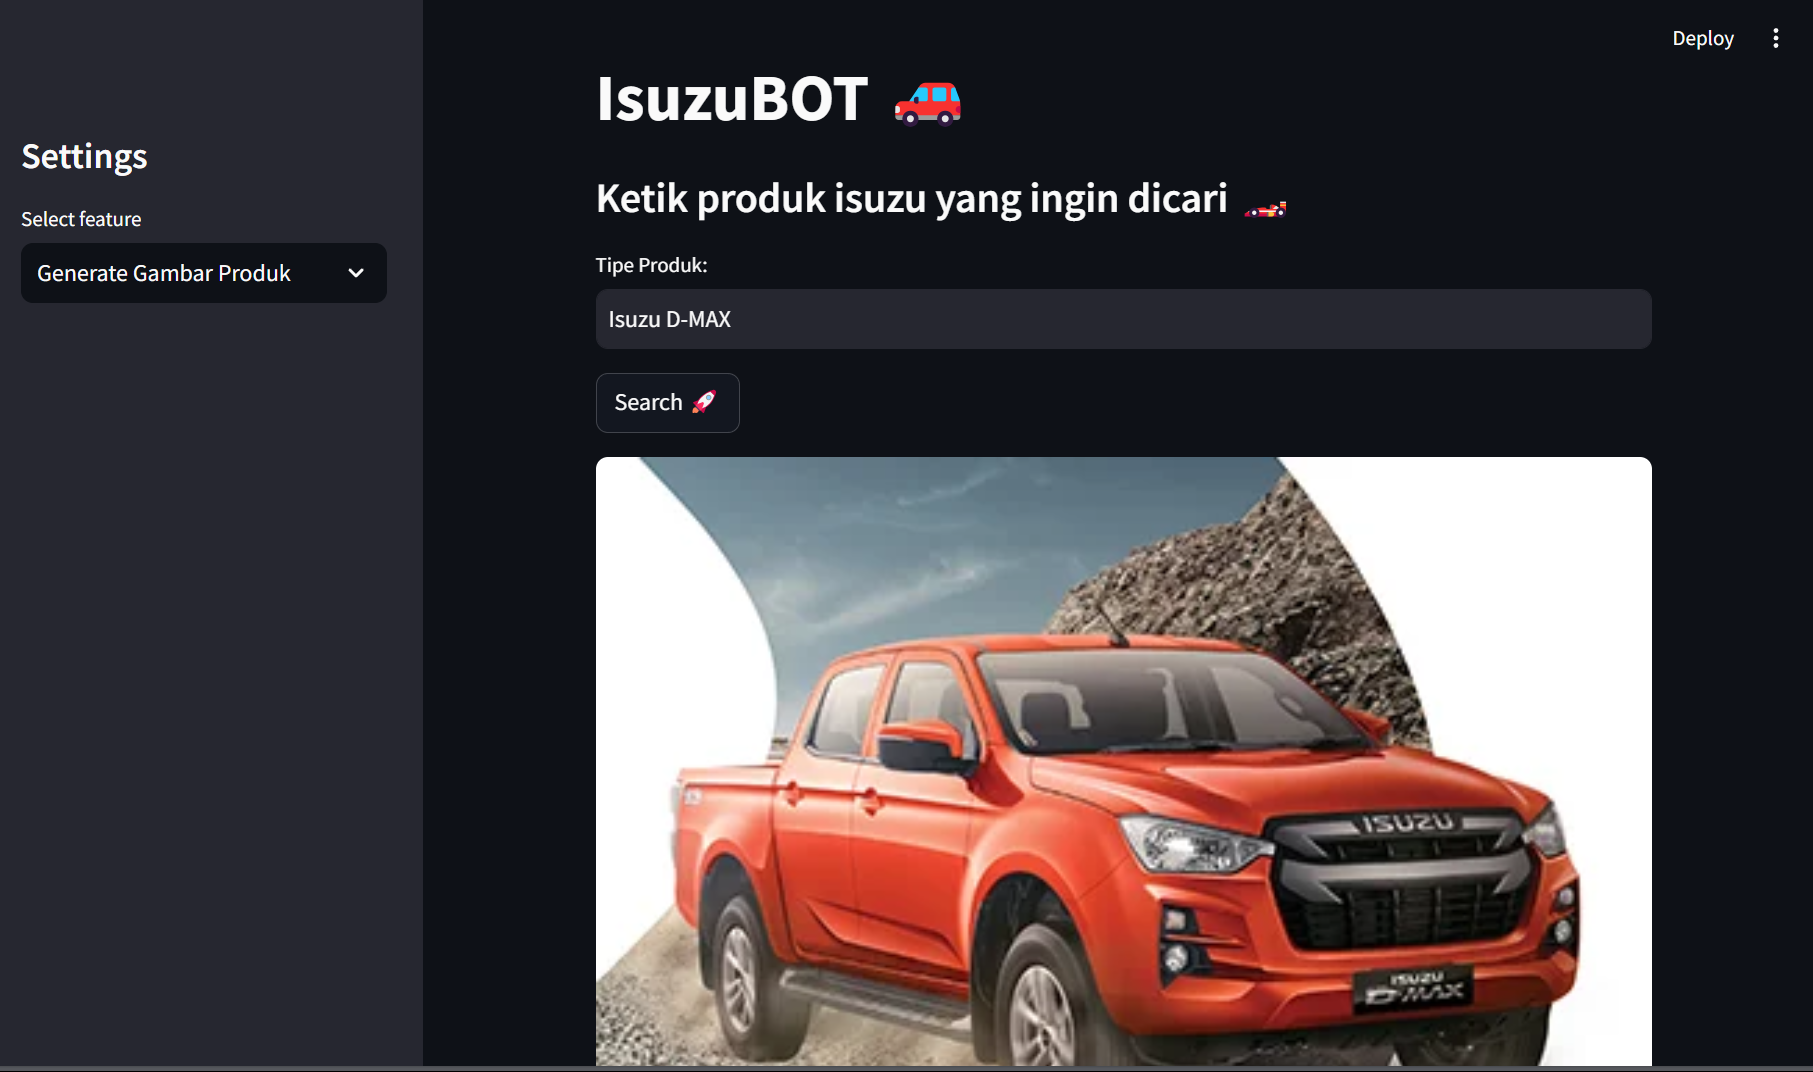 Deploy
IsuzuBOT
Settings
Ketik produk isuzu yang ingin dicari
Select feature
Generate Gambar Produk
Tipe Produk:
Isuzu D-MAX
Search
ISUZU
ISUZU
D-MAX